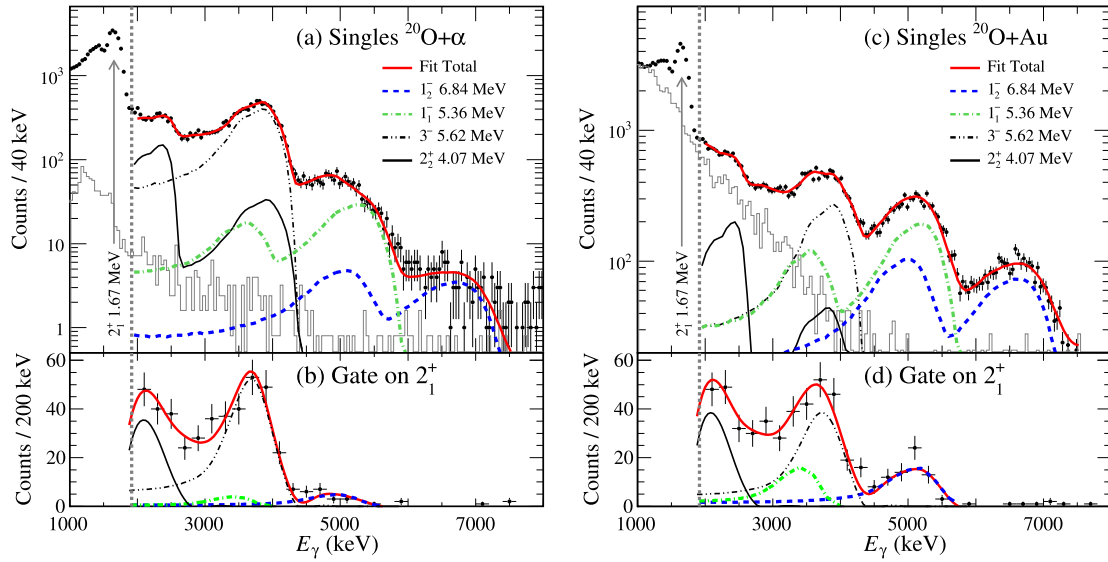 (a) Singles ²⁰O+α
Fit Total
1₂⁻ 6.84 MeV
1₁⁻ 5.36 MeV
3⁻ 5.62 MeV
2₂⁺ 4.07 MeV
2₁⁺ 1.67 MeV
Counts / 40 keV
10³
10²
10
1
(b) Gate on 2₁⁺
Counts / 200 keV
60
40
20
0
1000 3000 5000 7000
E_γ (keV)
(c) Singles ²⁰O+Au
Fit Total
1₂⁻ 6.84 MeV
1₁⁻ 5.36 MeV
3⁻ 5.62 MeV
2₂⁺ 4.07 MeV
2₁⁺ 1.67 MeV
Counts / 40 keV
10³
10²
(d) Gate on 2₁⁺
Counts / 200 keV
60
40
20
0
1000 3000 5000 7000
E_γ (keV)